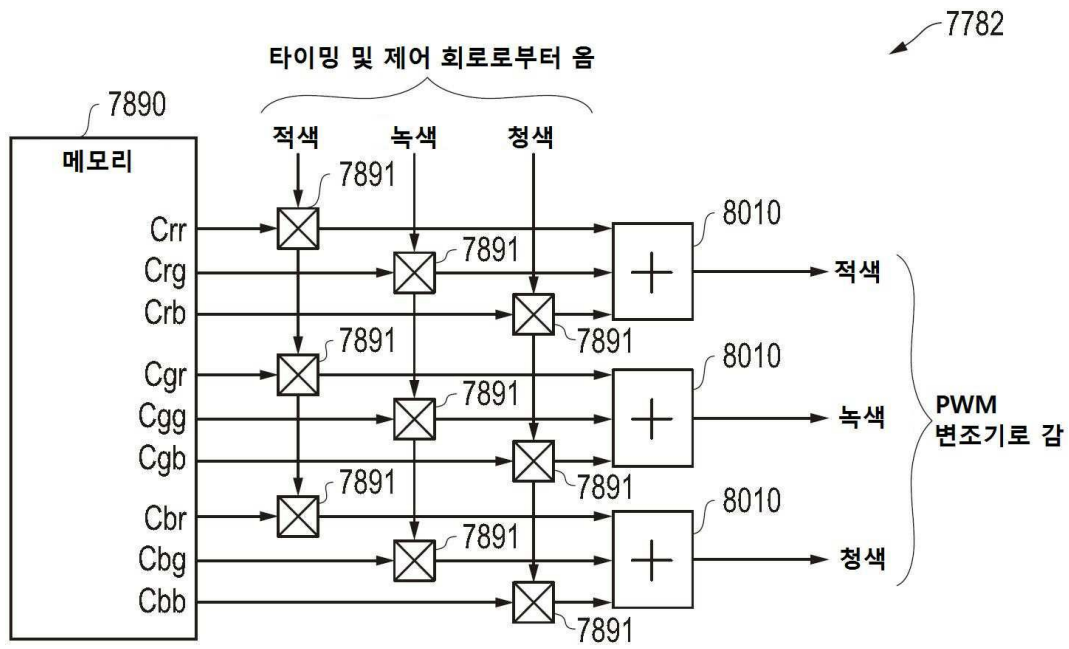 7782
타이밍 및 제어 회로로부터 옴
7890
적색
녹색
청색
메모리
7891
Crr
8010
7891
Crg
적색
Crb
7891
7891
Cgr
8010
7891
Cgg
녹색
PWM
변조기로 감
Cgb
7891
7891
Cbr
8010
7891
Cbg
청색
Cbb
7891